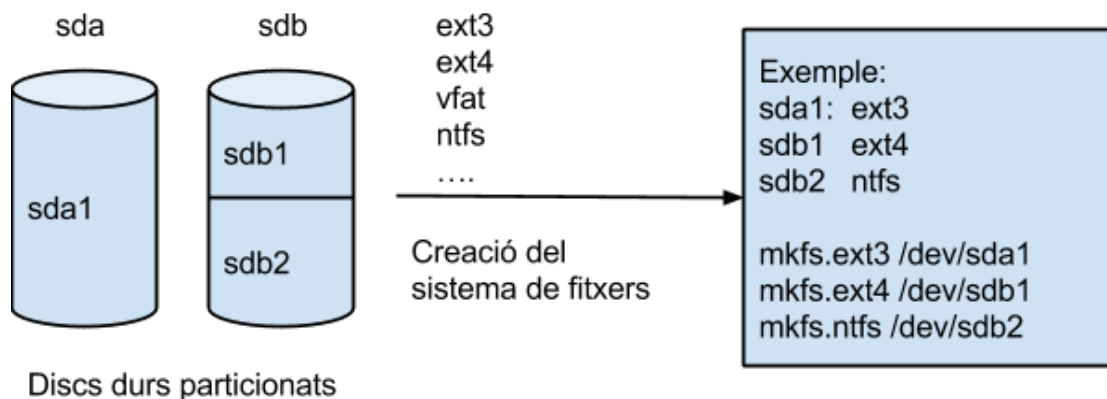 sda
sdb
sda1
sdb1
sdb2
Discs durs particionats
ext3
ext4
vfat
ntfs
....
Creació del
sistema de fitxers
Exemple:
sda1: ext3
sdb1 ext4
sdb2 ntfs
mkfs.ext3 /dev/sda1
mkfs.ext4 /dev/sdb1
mkfs.ntfs /dev/sdb2